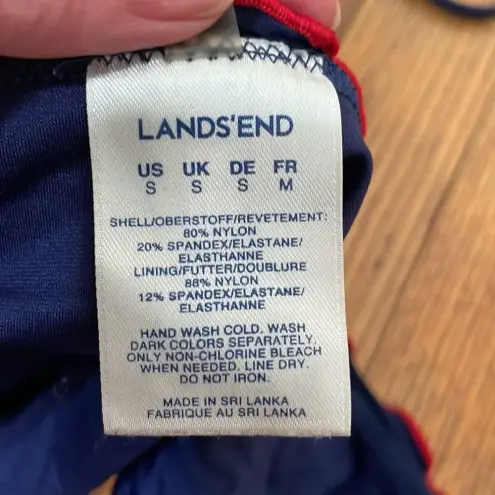 LANDS'END
US UK DE FR
S S S M
SHELL/OBERSTOFF/REVETEMENT:
80% NYLON
20% SPANDEX/ELASTANE/
ELASTHANNE
LINING/FUTTER/DOUBLURE
88% NYLON
12% SPANDEX/ELASTANE/
ELASTHANNE
HAND WASH COLD. WASH
DARK COLORS SEPARATELY.
ONLY NON-CHLORINE BLEACH
WHEN NEEDED. LINE DRY.
DO NOT IRON.
MADE IN SRI LANKA
FABRIQUE AU SRI LANKA